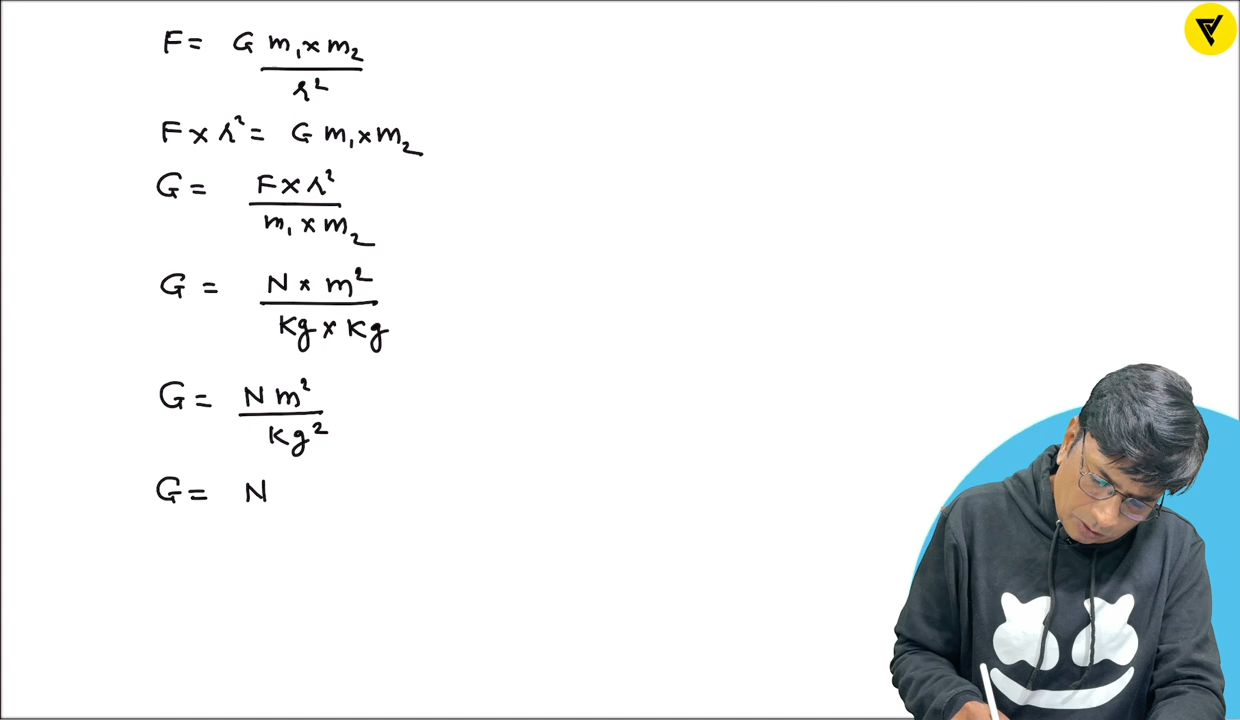 F = G m₁ × m₂
r²
F × r² = G m₁ × m₂
G = F × r²
m₁ × m₂
G = N × m²
Kg × Kg
G = N m²
Kg²
G = N